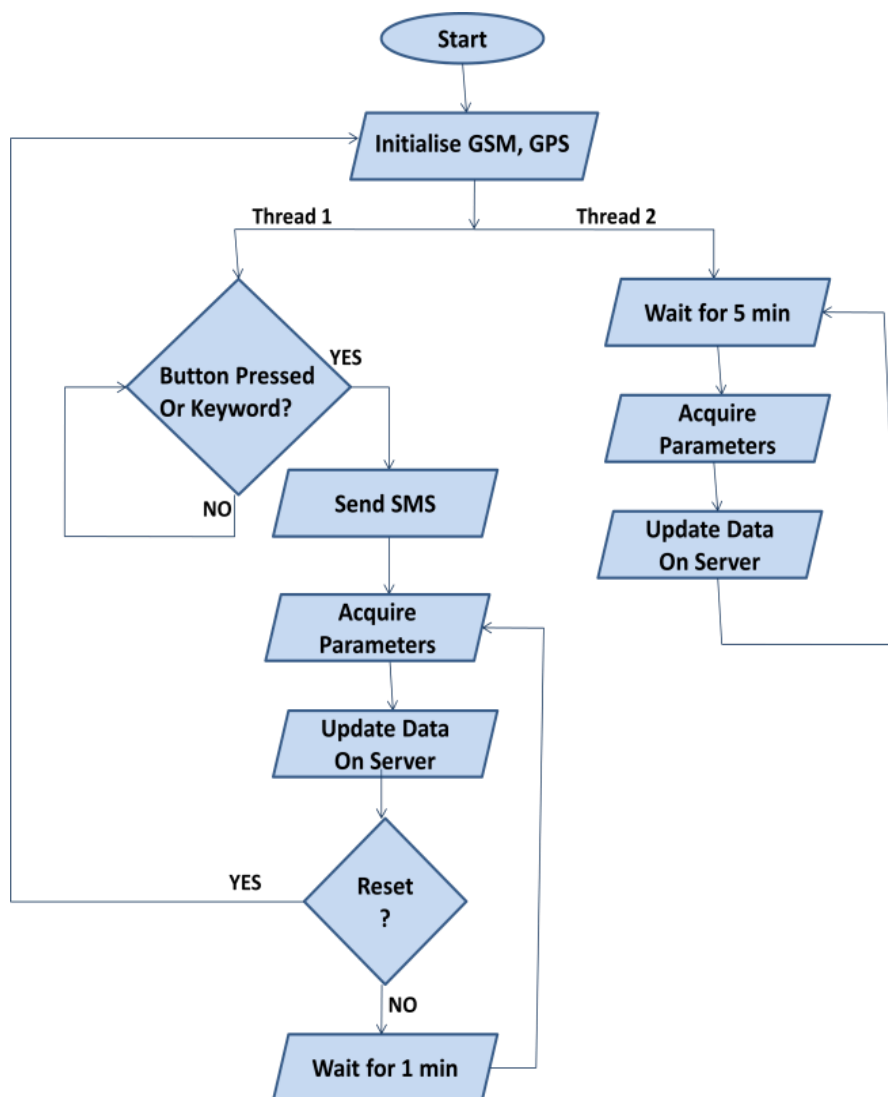 Start
Initialise GSM, GPS
Thread 1
Thread 2
Button Pressed
Or Keyword?
YES
NO
Send SMS
Acquire
Parameters
Update Data
On Server
Reset
?
YES
NO
Wait for 1 min
Wait for 5 min
Acquire
Parameters
Update Data
On Server